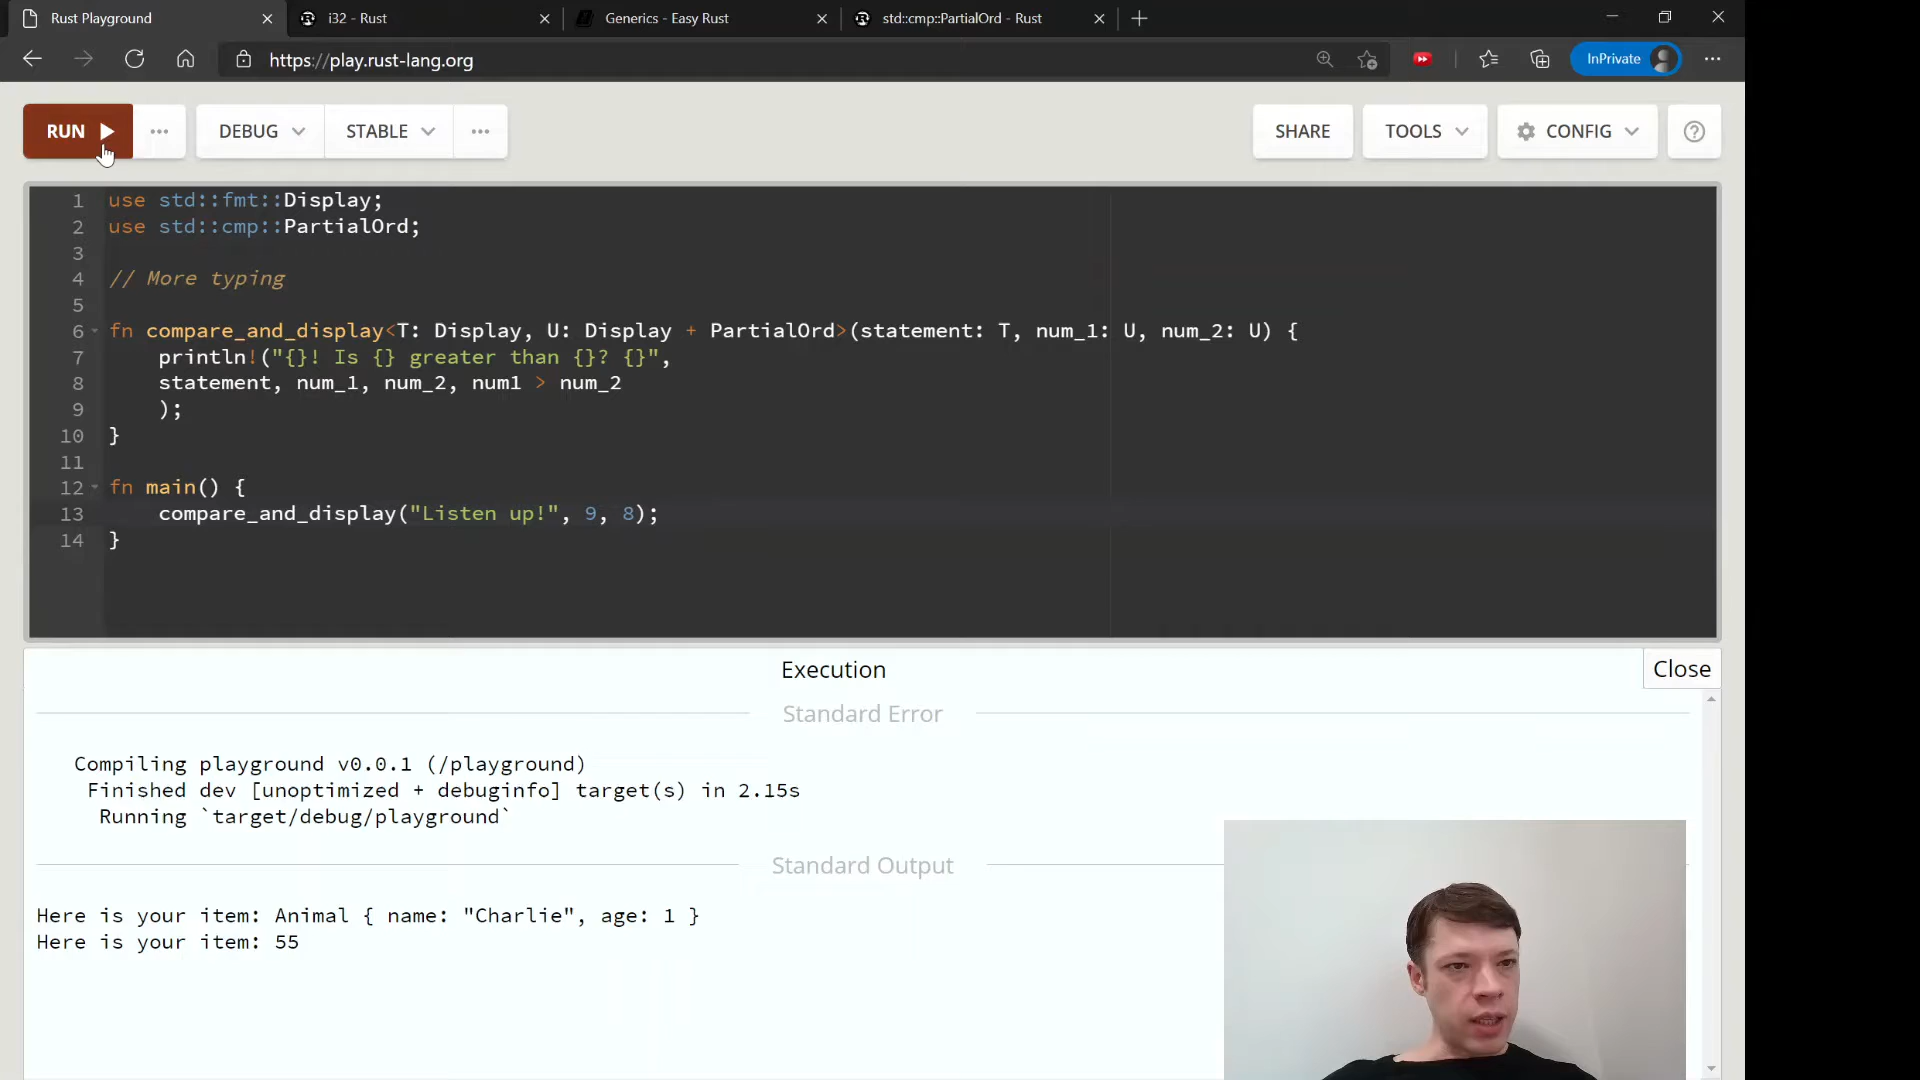 Rust Playground
i32 - Rust
Generics - Easy Rust
std::cmp::PartialOrd - Rust
https://play.rust-lang.org
InPrivate
RUN
DEBUG
STABLE
SHARE
TOOLS
CONFIG
1 use std::fmt::Display;
2 use std::cmp::PartialOrd;
3
4 // More typing
5
6 fn compare_and_display<T: Display, U: Display + PartialOrd>(statement: T, num_1: U, num_2: U) {
7 println!("{}! Is {} greater than {}? {}",
8 statement, num_1, num_2, num1 > num_2
9 );
10 }
11
12 fn main() {
13 compare_and_display("Listen up!", 9, 8);
14 }
Execution
Close
Standard Error
Compiling playground v0.0.1 (/playground)
Finished dev [unoptimized + debuginfo] target(s) in 2.15s
Running `target/debug/playground`
Standard Output
Here is your item: Animal { name: "Charlie", age: 1 }
Here is your item: 55